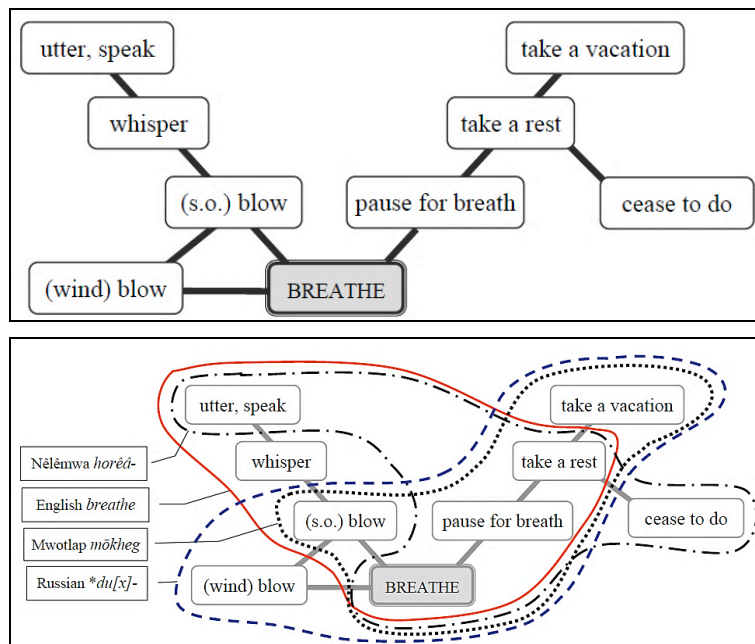 utter, speak
take a vacation
whisper
take a rest
(s.o.) blow
pause for breath
cease to do
(wind) blow
BREATHE
utter, speak
take a vacation
Nêlêmwa horêâ-
whisper
take a rest
English breathe
(s.o.) blow
pause for breath
cease to do
Mwotlap mōkheg
Russian *du[x]-
(wind) blow
BREATHE